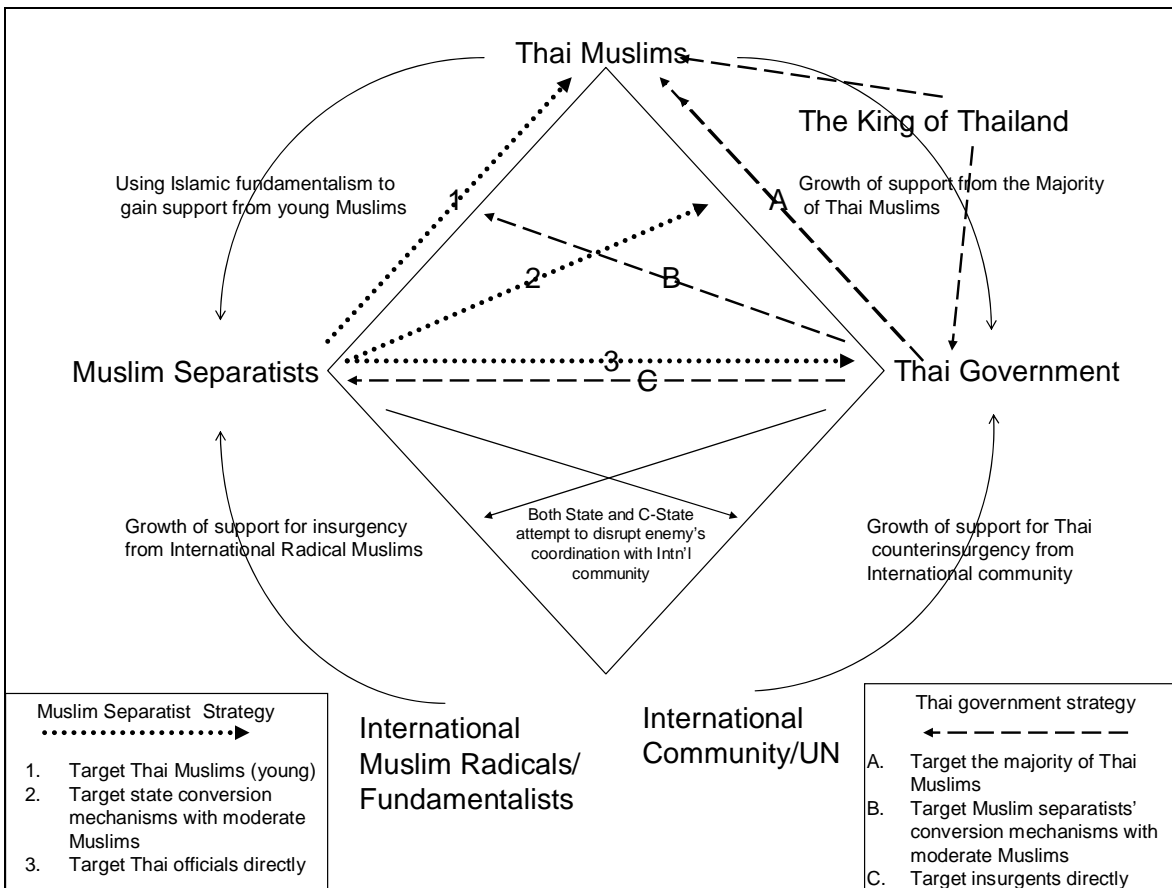 Thai Muslims
The King of Thailand
Using Islamic fundamentalism to
gain support from young Muslims
1
A
Growth of support from the Majority
of Thai Muslims
2
B
3
Muslim Separatists
C
Thai Government
Growth of support for insurgency
from International Radical Muslims
Both State and C-State
attempt to disrupt enemy's
coordination with Intn'l
community
Growth of support for Thai
counterinsurgency from
International community
Muslim Separatist Strategy
1. Target Thai Muslims (young)
2. Target state conversion
mechanisms with moderate
Muslims
3. Target Thai officials directly
International
Muslim Radicals/
Fundamentalists
International
Community/UN
Thai government strategy
A. Target the majority of Thai
Muslims
B. Target Muslim separatists'
conversion mechanisms with
moderate Muslims
C. Target insurgents directly